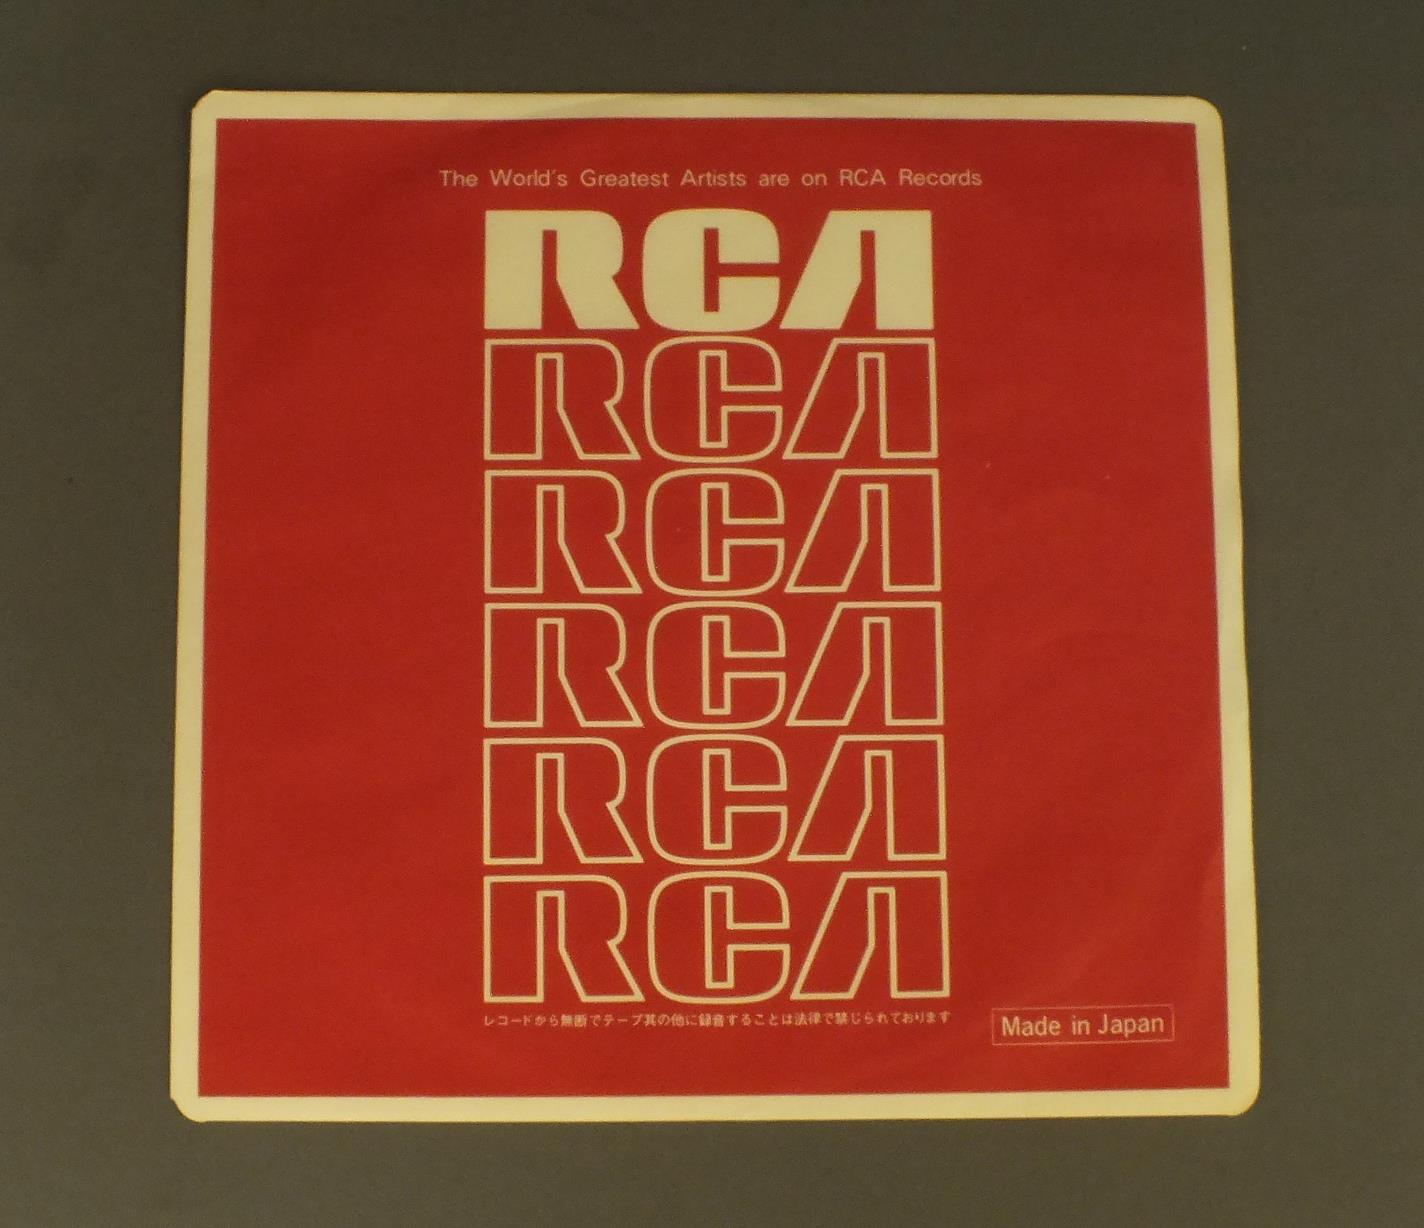 The World's Greatest Artists are on RCA Records
RCA
RCA
RCA
RCA
RCA
RCA
レコードから無断でテープ其の他に録音することは法律で禁じられております
Made in Japan